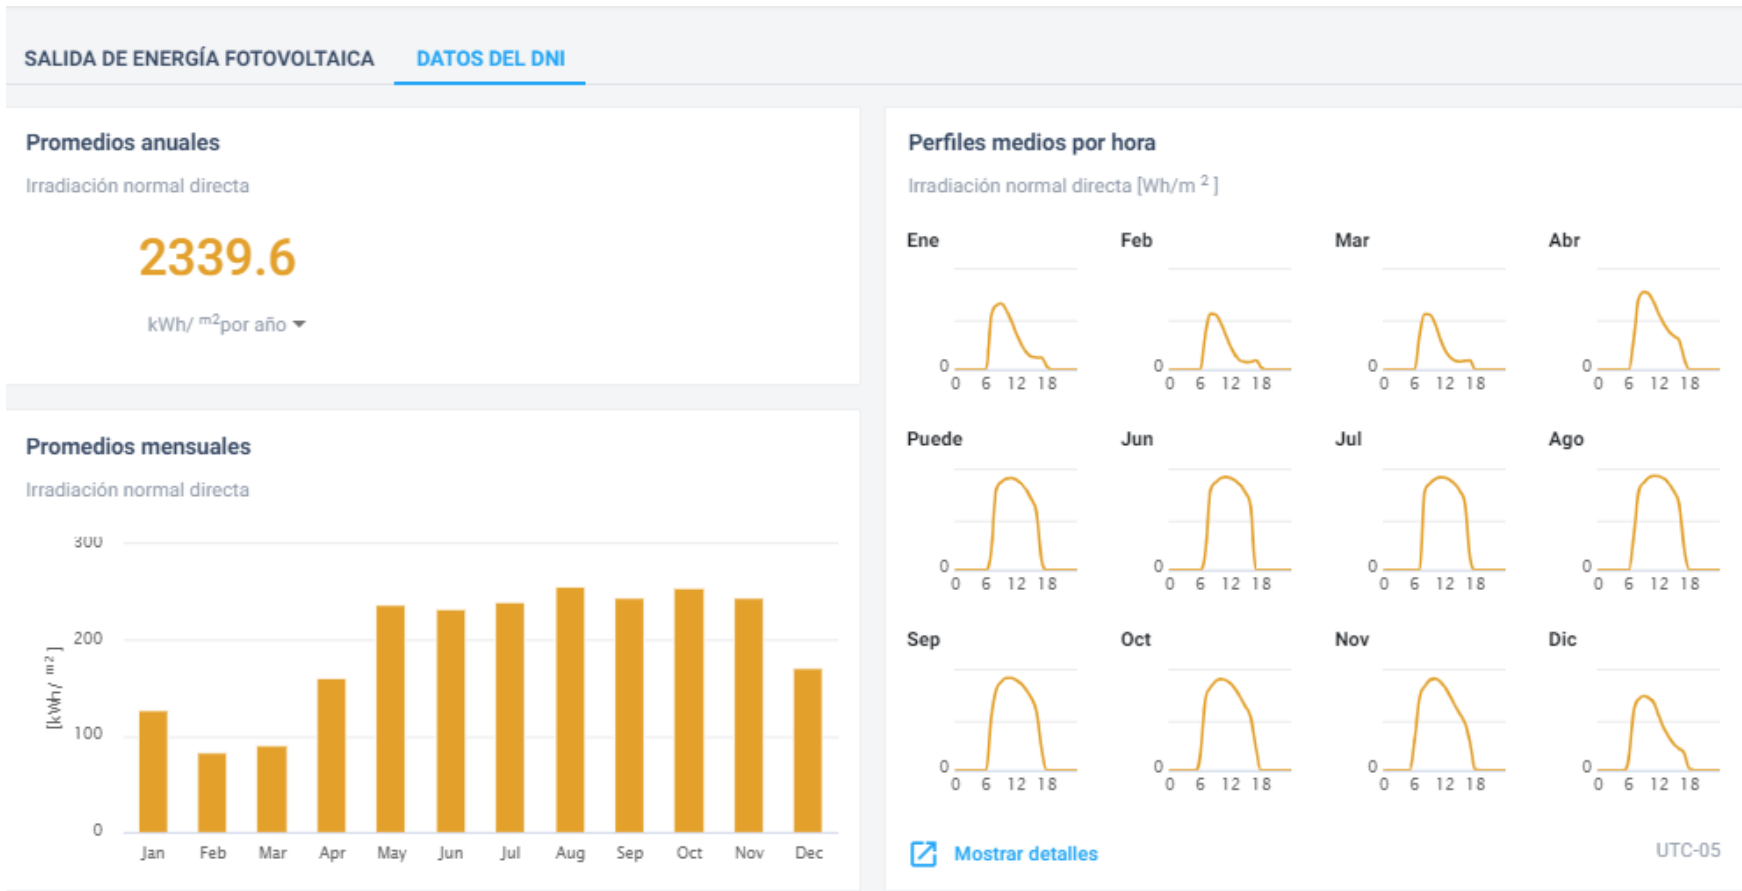 SALIDA DE ENERGÍA FOTOVOLTAICA DATOS DEL DNI
Promedios anuales
Irradiación normal directa
2339.6
kWh/ m2por año
Promedios mensuales
Irradiación normal directa
300
200
100
0
[kWh/ m2 ]
Jan Feb Mar Apr May Jun Jul Aug Sep Oct Nov Dec
Perfiles medios por hora
Irradiación normal directa [Wh/m 2 ]
Ene Feb Mar Abr
0 0 0 0
0 6 12 18 0 6 12 18 0 6 12 18 0 6 12 18
Puede Jun Jul Ago
0 0 0 0
0 6 12 18 0 6 12 18 0 6 12 18 0 6 12 18
Sep Oct Nov Dic
0 0 0 0
0 6 12 18 0 6 12 18 0 6 12 18 0 6 12 18
Mostrar detalles UTC-05